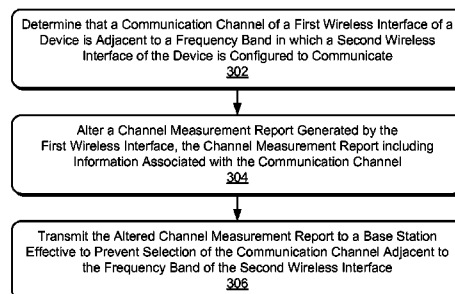 Determine that a Communication Channel of a First Wireless Interface of a
Device is Adjacent to a Frequency Band in which a Second Wireless
Interface of the Device is Configured to Communicate
302
Alter a Channel Measurement Report Generated by the
First Wireless Interface, the Channel Measurement Report including
Information Associated with the Communication Channel
304
Transmit the Altered Channel Measurement Report to a Base Station
Effective to Prevent Selection of the Communication Channel Adjacent
to the Frequency Band of the Second Wireless Interface
306